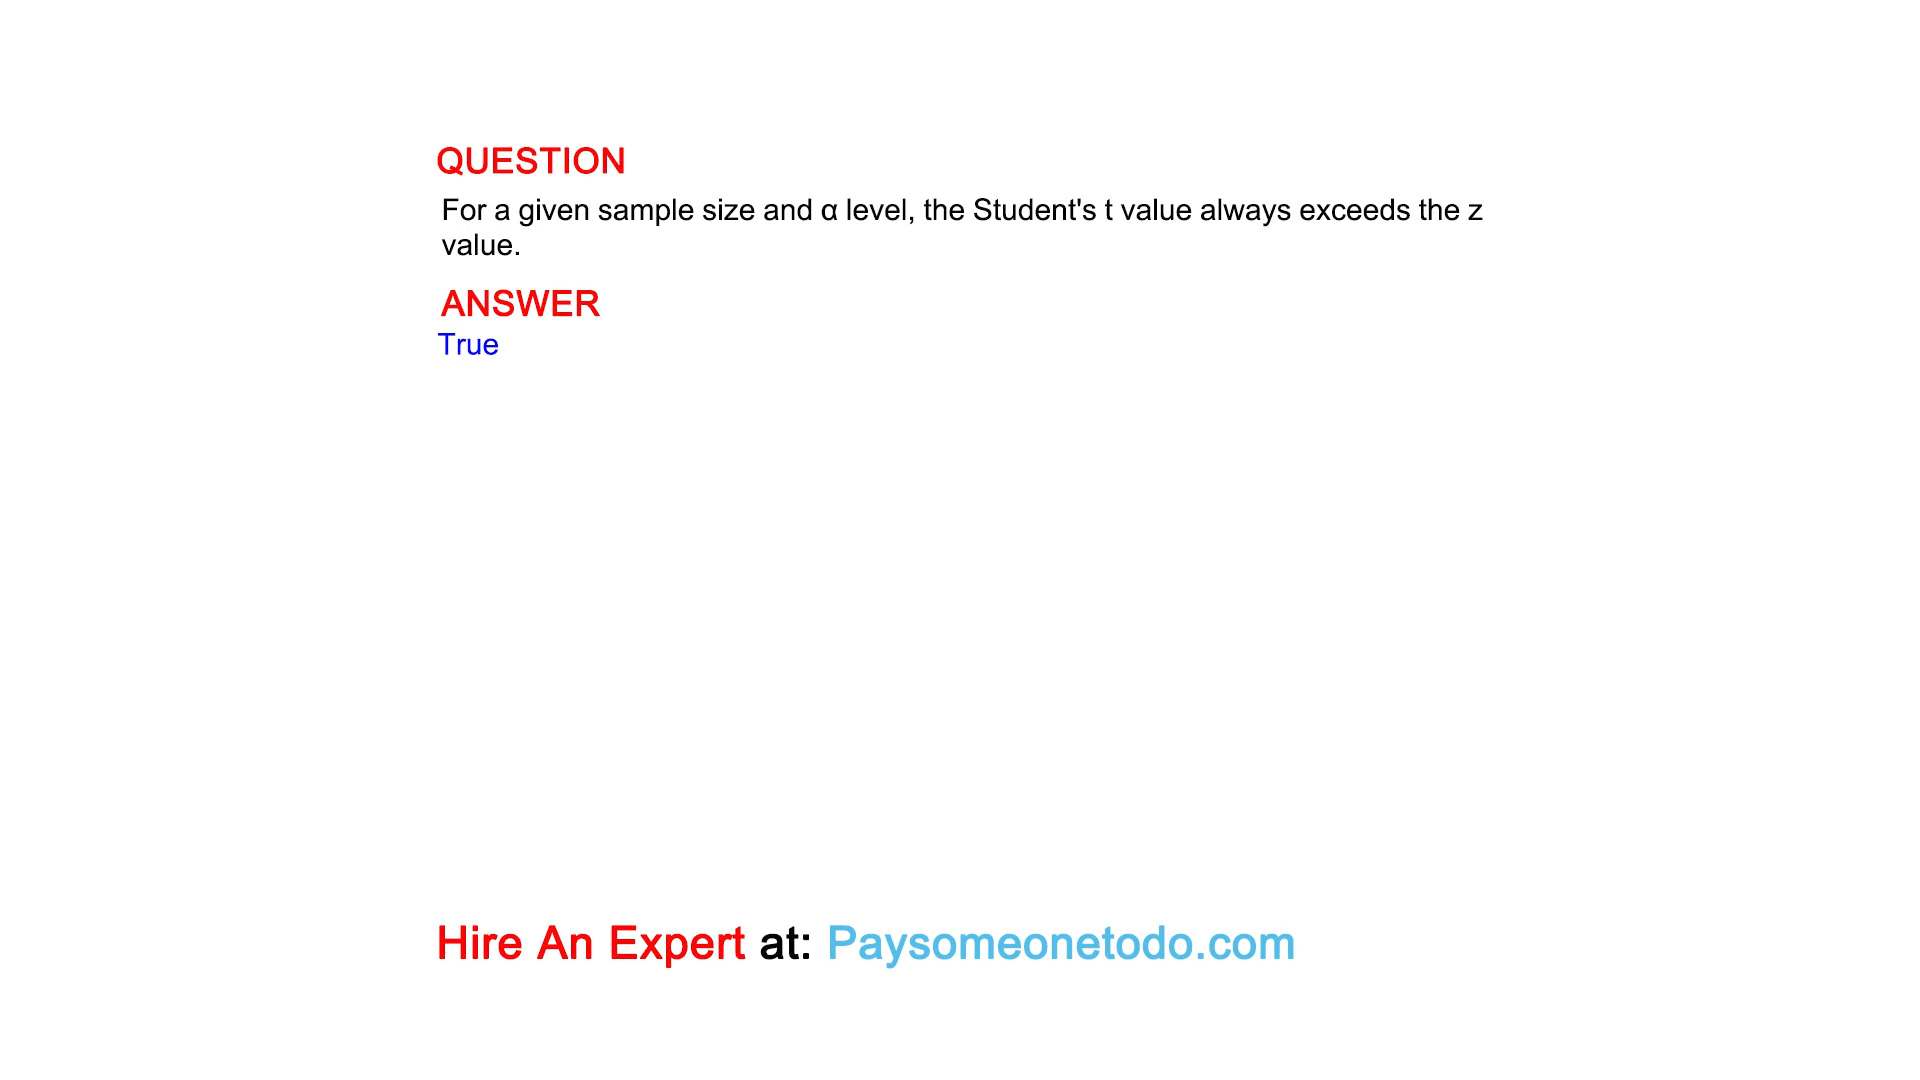 QUESTION
For a given sample size and α level, the Student's t value always exceeds the z
value.
ANSWER
True
Hire An Expert at: Paysomeonetodo.com